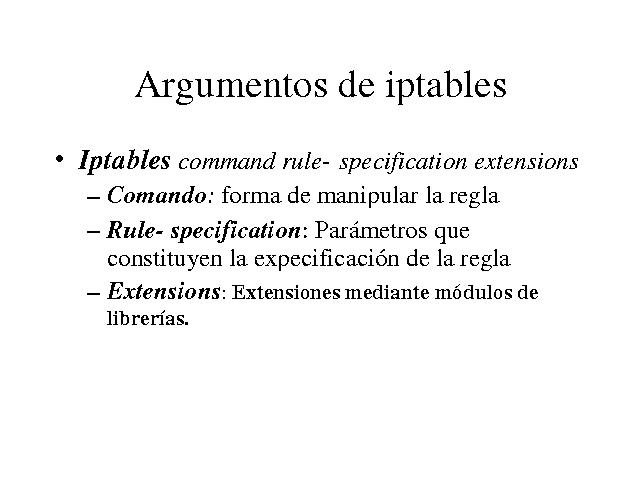 Argumentos de iptables
• Iptables command rule- specification extensions
– Comando: forma de manipular la regla
– Rule- specification: Parámetros que
constituyen la expecificación de la regla
– Extensions: Extensiones mediante módulos de
librerías.